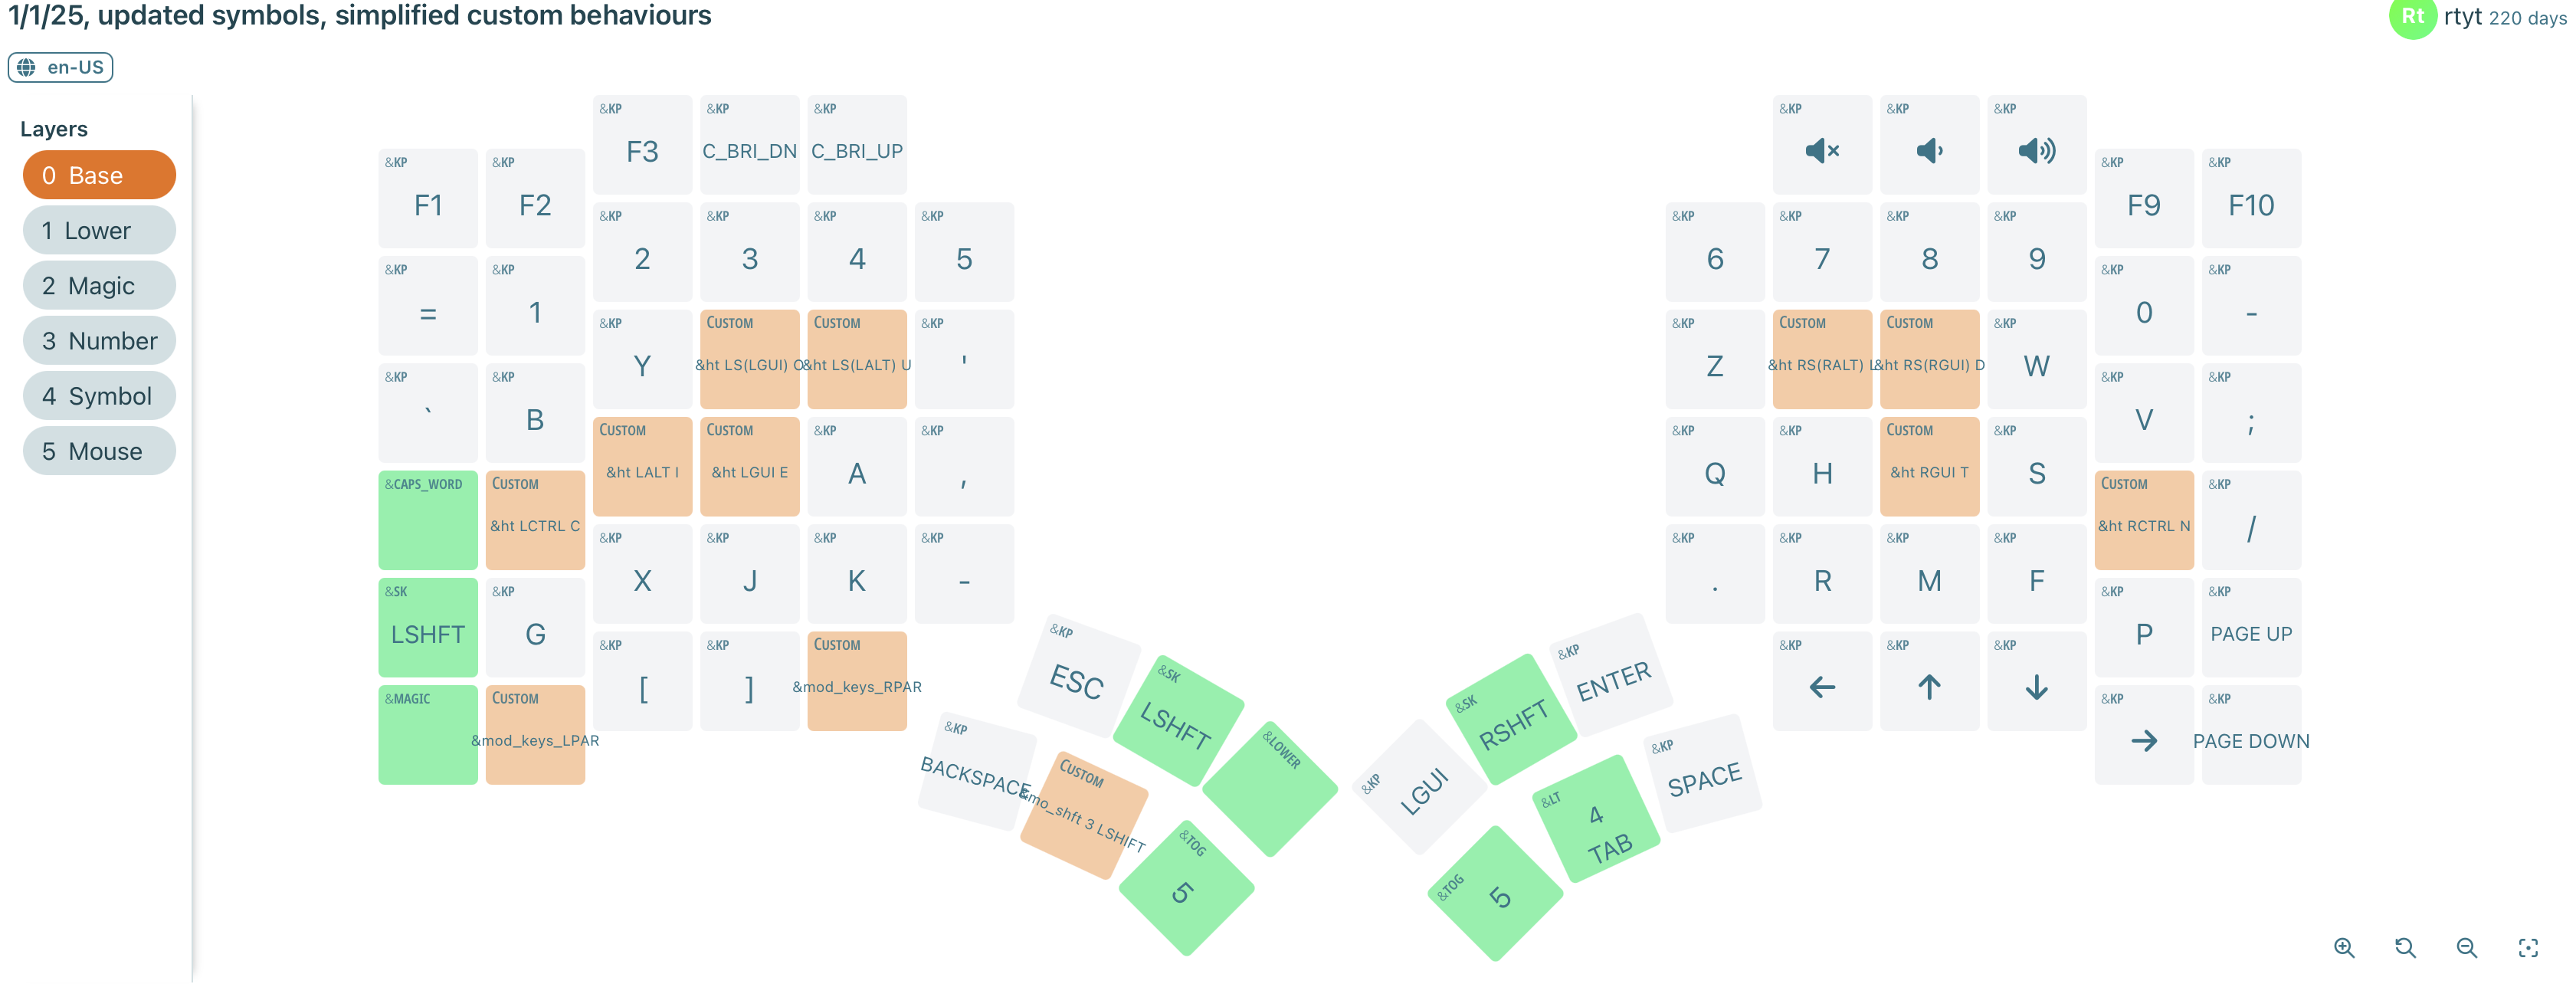 1/1/25, updated symbols, simplified custom behaviours
Rt rtyt 220 days
en-US
Layers
0 Base
1 Lower
2 Magic
3 Number
4 Symbol
5 Mouse
&KP F1
&KP F2
&KP F3
&KP C_BRI_DN
&KP C_BRI_UP
&KP
&KP
&KP
&KP F9
&KP F10
&KP =
&KP 1
&KP 2
&KP 3
&KP 4
&KP 5
&KP 6
&KP 7
&KP 8
&KP 9
&KP 0
&KP -
&KP `
&KP B
&KP Y
CUSTOM &ht LS(LGUI) O
CUSTOM &ht LS(LALT) U
&KP '
&KP Z
CUSTOM &ht RS(RALT) L
CUSTOM &ht RS(RGUI) D
&KP W
&KP V
&KP ;
&CAPS_WORD
CUSTOM &ht LCTRL C
CUSTOM &ht LALT I
CUSTOM &ht LGUI E
&KP A
&KP ,
&KP Q
&KP H
CUSTOM &ht RGUI T
&KP S
CUSTOM &ht RCTRL N
&KP /
&SK LSHFT
&KP G
&KP X
&KP J
&KP K
&KP -
&KP .
&KP R
&KP M
&KP F
&KP P
&KP PAGE UP
&MAGIC
CUSTOM &mod_keys_LPAR
&KP [
&KP ]
CUSTOM &mod_keys_RPAR
&KP ←
&KP ↑
&KP ↓
&KP →
&KP PAGE DOWN
&KP ESC
&SK LSHFT
&LOWER
&KP LGUI
&SK RSHFT
&KP ENTER
&KP BACKSPACE
CUSTOM &mo_shft 3 LSHIFT
&TOG 5
&TOG 5
&LT 4 TAB
&KP SPACE